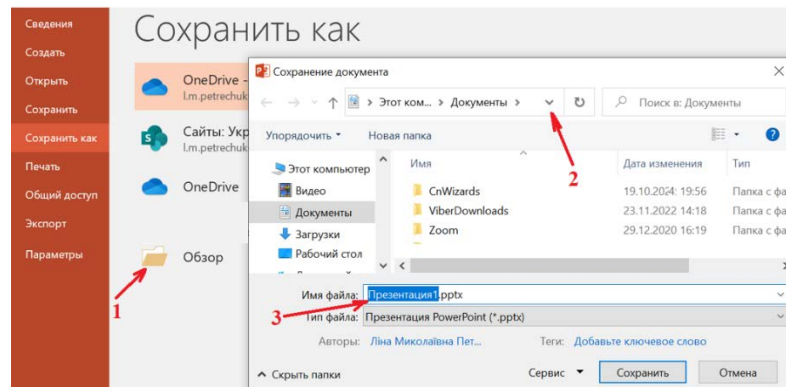 Сведения
Создать
Открыть
Сохранить
Сохранить как
Печать
Общий доступ
Экспорт
Параметры
Сохранить как
OneDrive -
l.m.petrechuk
Сайты: Укр
l.m.petrechuk
OneDrive
Обзор
1
Сохранение документа
Этот ком... > Документы >
Поиск в: Документы
2
Упорядочить
Новая папка
Этот компьютер
Видео
Документы
Загрузки
Рабочий стол
Имя Дата изменения Тип
CnWizards 19.10.2024 19:56 Папка с фа
ViberDownloads 23.11.2022 14:18 Папка с фа
Zoom 29.12.2020 16:19 Папка с фа
3
Имя файла: Презентация1.pptx
Тип файла: Презентация PowerPoint (*.pptx)
Авторы: Ліна Миколаївна Пет... Теги: Добавьте ключевое слово
Скрыть папки Сервис Сохранить Отмена